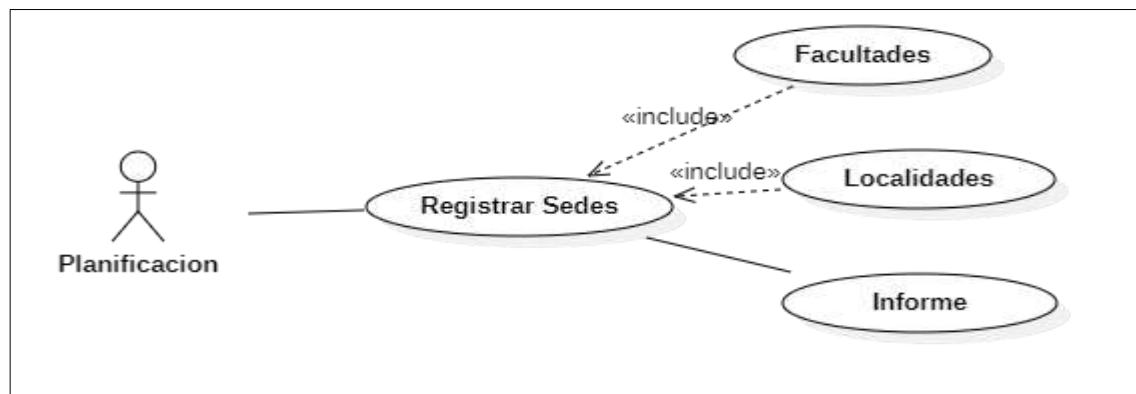 Facultades
«include»
«include»
Localidades
Registrar Sedes
Planificacion
Informe